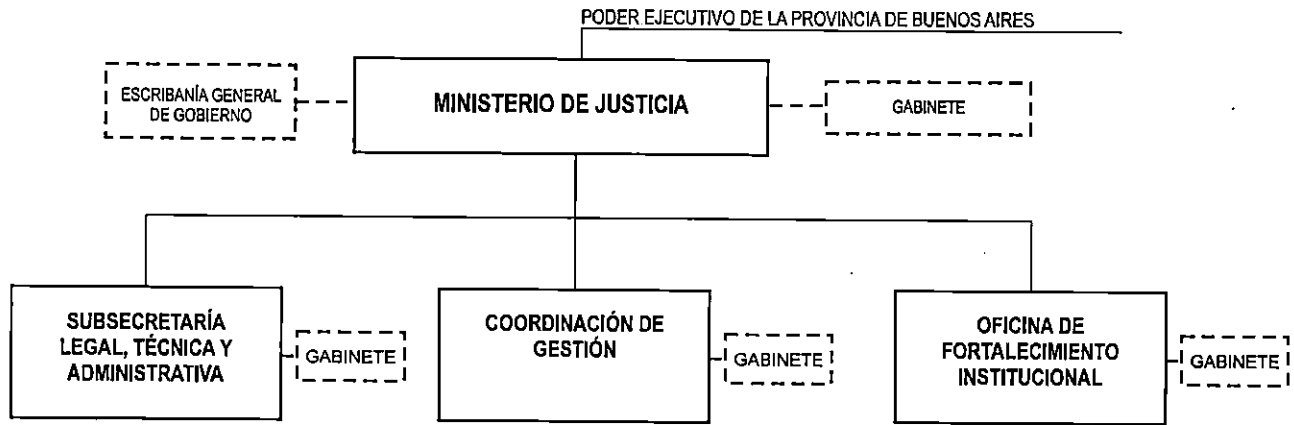 PODER EJECUTIVO DE LA PROVINCIA DE BUENOS AIRES
ESCRIBANÍA GENERAL
DE GOBIERNO
MINISTERIO DE JUSTICIA
GABINETE
SUBSECRETARÍA
LEGAL, TÉCNICA Y
ADMINISTRATIVA
GABINETE
COORDINACIÓN DE
GESTIÓN
GABINETE
OFICINA DE
FORTALECIMIENTO
INSTITUCIONAL
GABINETE